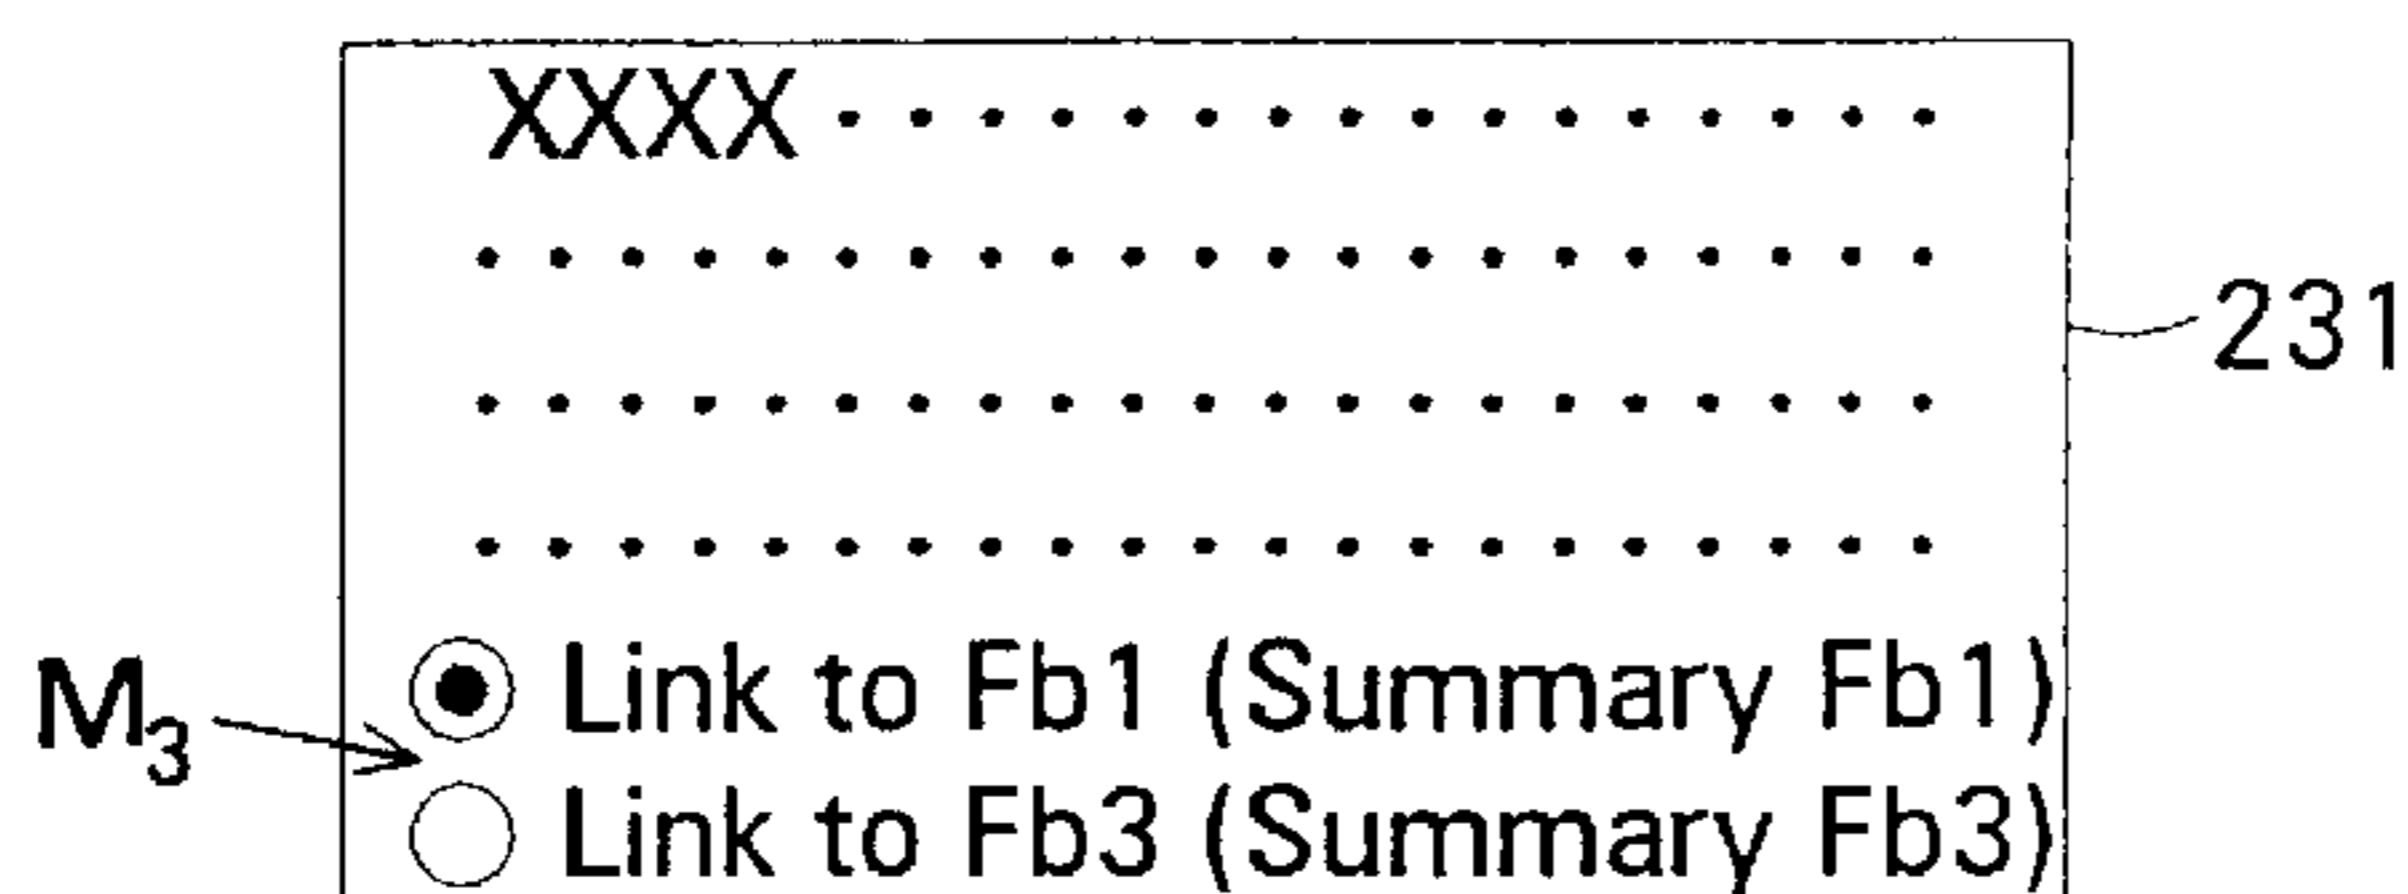 XXXX • • • • • • • • • • • • • • • •
• • • • • • • • • • • • • • • • • • • • •
231
• • • • • • • • • • • • • • • • • • • • •
• • • • • • • • • • • • • • • • • • • • •
M₃
Link to Fb1 (Summary Fb1)
Link to Fb3 (Summary Fb3)